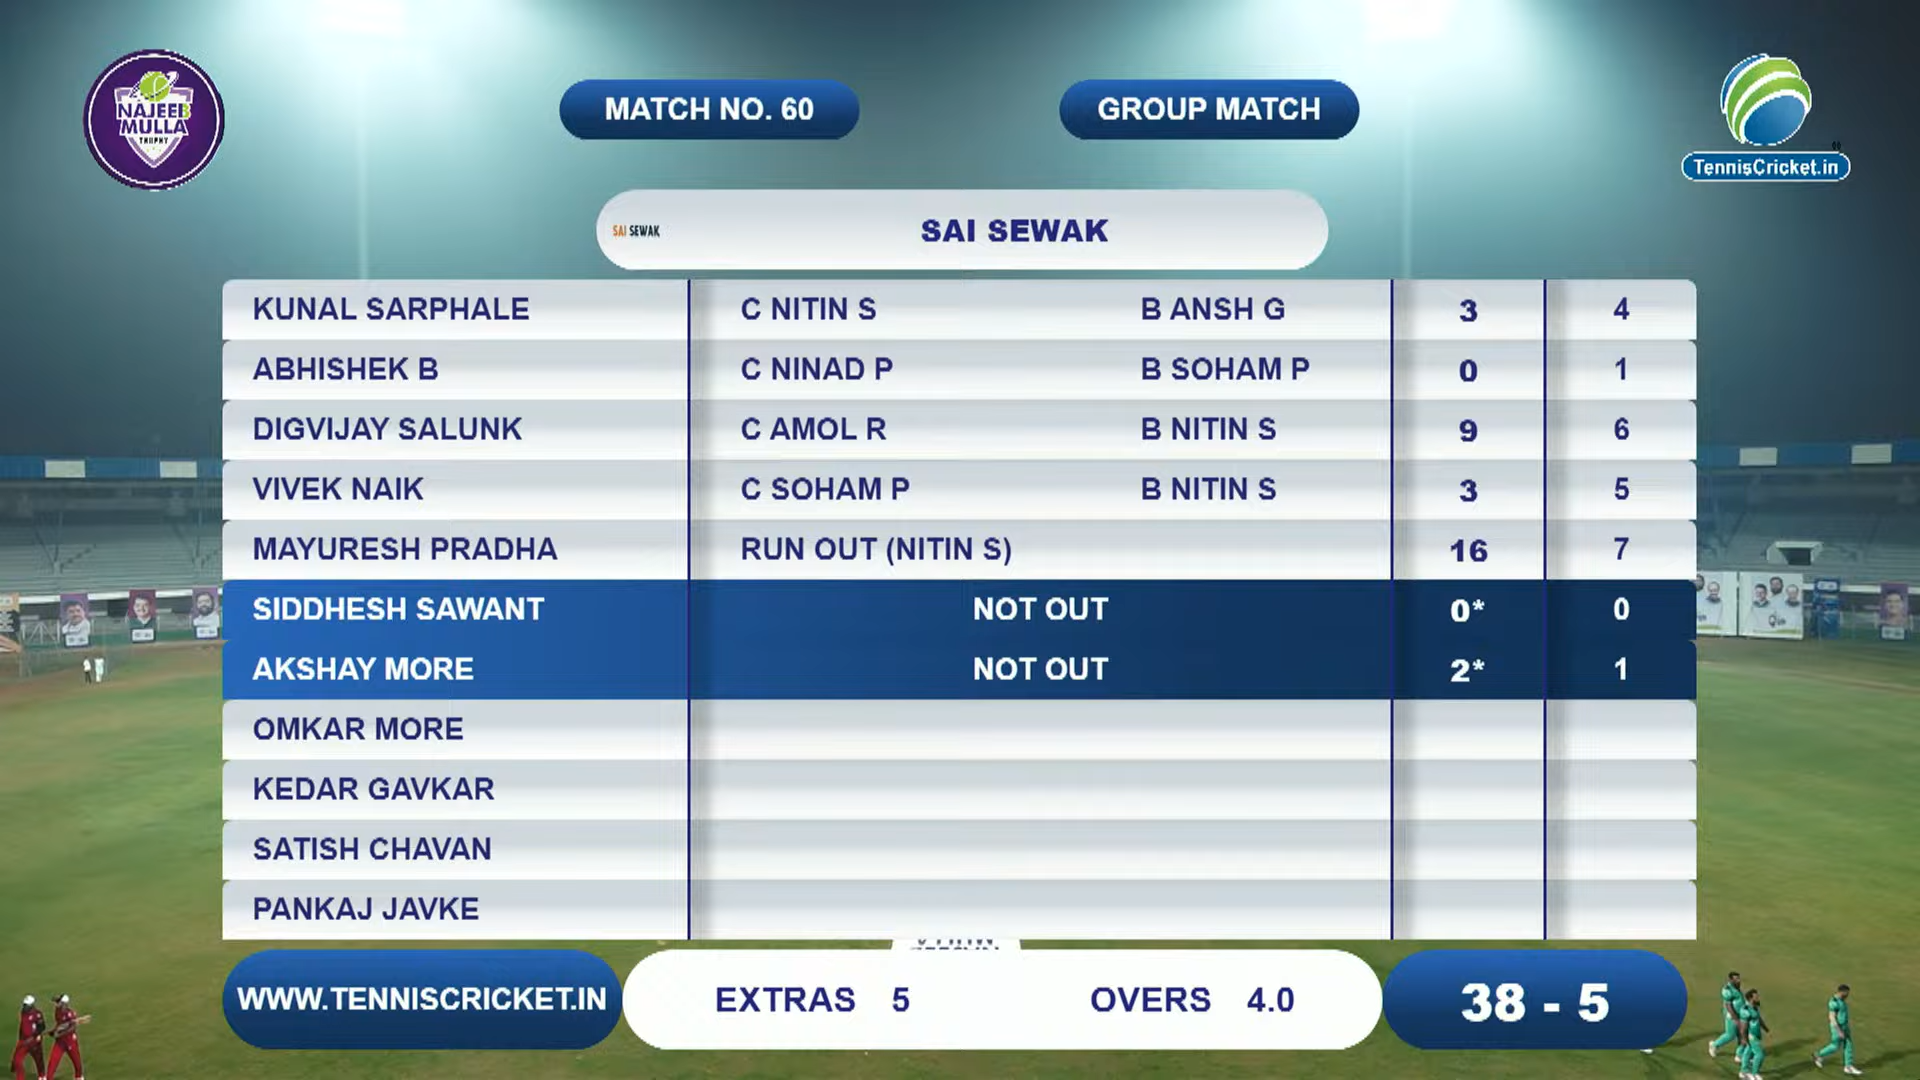 NAJEEB
MULLA
TROPHY
MATCH NO. 60
GROUP MATCH
TennisCricket.in
SAI SEWAK
SAI SEWAK
KUNAL SARPHALE C NITIN S B ANSH G 3 4
ABHISHEK B C NINAD P B SOHAM P 0 1
DIGVIJAY SALUNK C AMOL R B NITIN S 9 6
VIVEK NAIK C SOHAM P B NITIN S 3 5
MAYURESH PRADHA RUN OUT (NITIN S) 16 7
SIDDHESH SAWANT NOT OUT 0* 0
AKSHAY MORE NOT OUT 2* 1
OMKAR MORE
KEDAR GAVKAR
SATISH CHAVAN
PANKAJ JAVKE
WWW.TENNISCRICKET.IN EXTRAS 5 OVERS 4.0 38 - 5